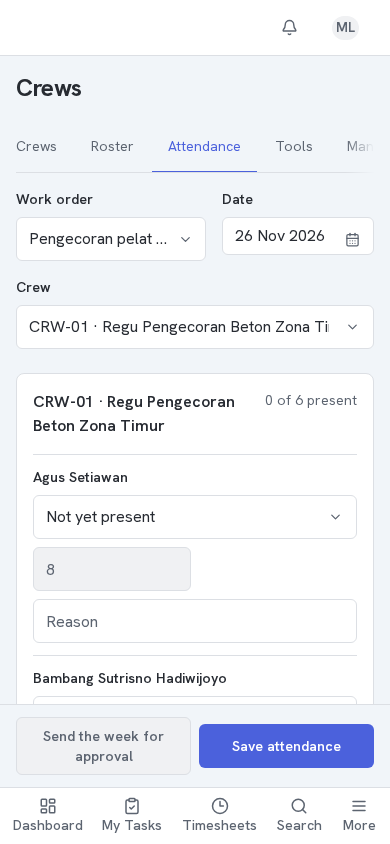 ML
Crews
Crews Roster Attendance Tools Man
Work order Date
Pengecoran pelat ... 26 Nov 2026
Crew
CRW-01 · Regu Pengecoran Beton Zona Ti
CRW-01 · Regu Pengecoran 0 of 6 present
Beton Zona Timur
Agus Setiawan
Not yet present
8
Reason
Bambang Sutrisno Hadiwijoyo
Send the week for
approval
Save attendance
Dashboard My Tasks Timesheets Search More